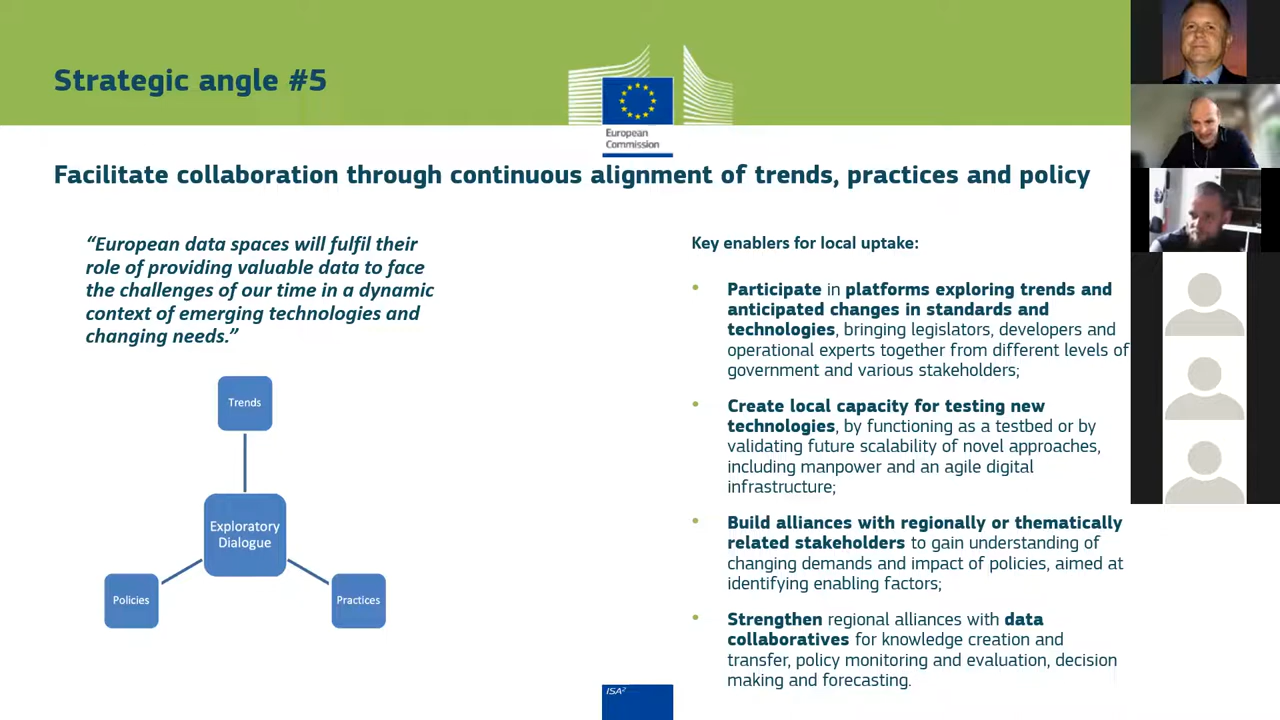 Strategic angle #5
European
Commission
Facilitate collaboration through continuous alignment of trends, practices and policy
“European data spaces will fulfil their
role of providing valuable data to face
the challenges of our time in a dynamic
context of emerging technologies and
changing needs.”
Trends
Exploratory
Dialogue
Policies
Practices
Key enablers for local uptake:
• Participate in platforms exploring trends and
anticipated changes in standards and
technologies, bringing legislators, developers and
operational experts together from different levels of
government and various stakeholders;
• Create local capacity for testing new
technologies, by functioning as a testbed or by
validating future scalability of novel approaches,
including manpower and an agile digital
infrastructure;
• Build alliances with regionally or thematically
related stakeholders to gain understanding of
changing demands and impact of policies, aimed at
identifying enabling factors;
• Strengthen regional alliances with data
collaboratives for knowledge creation and
transfer, policy monitoring and evaluation, decision
making and forecasting.
ISA²